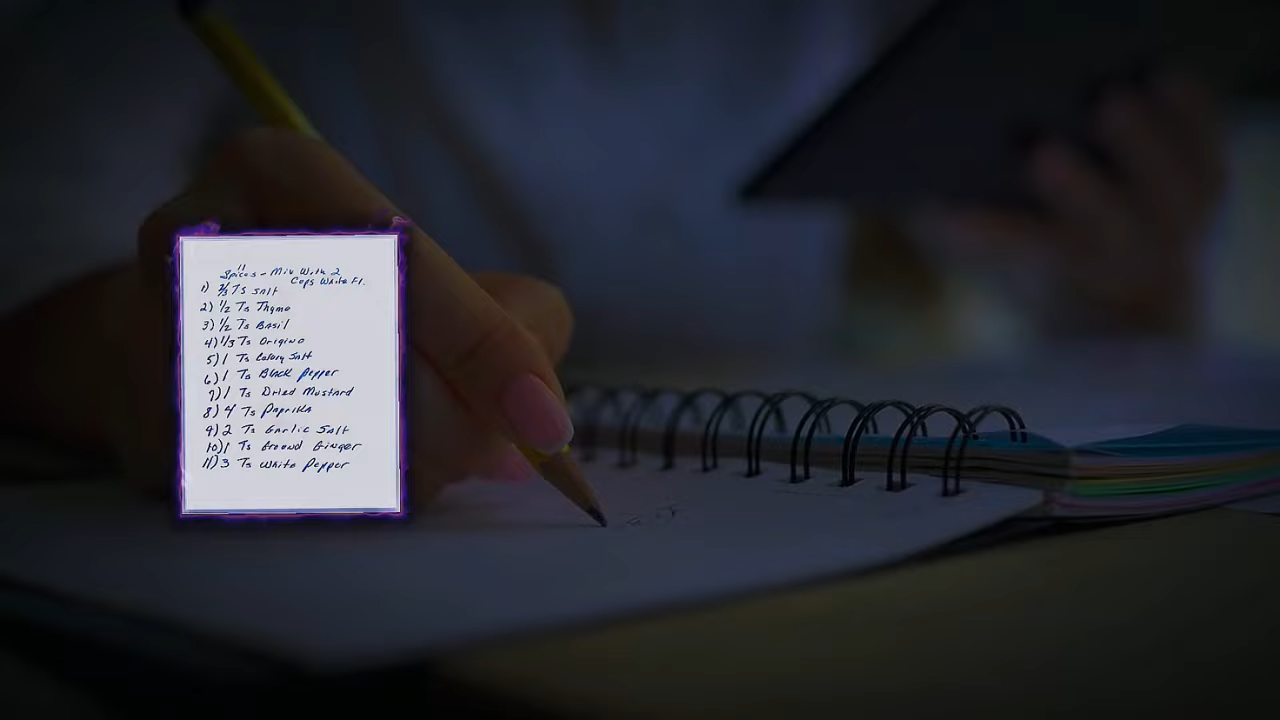 11
Spices - Mix With 2
Cups White Fl.
1) 2/3 Ts Salt
2) 1/2 Ts Thyme
3) 1/2 Ts Basil
4) 1/3 Ts Origino
5) 1 Ts Celery Salt
6) 1 Ts Black Pepper
7) 1 Ts Dried Mustard
8) 4 Ts Paprika
9) 2 Ts Garlic Salt
10) 1 Ts Ground Ginger
11) 3 Ts White Pepper